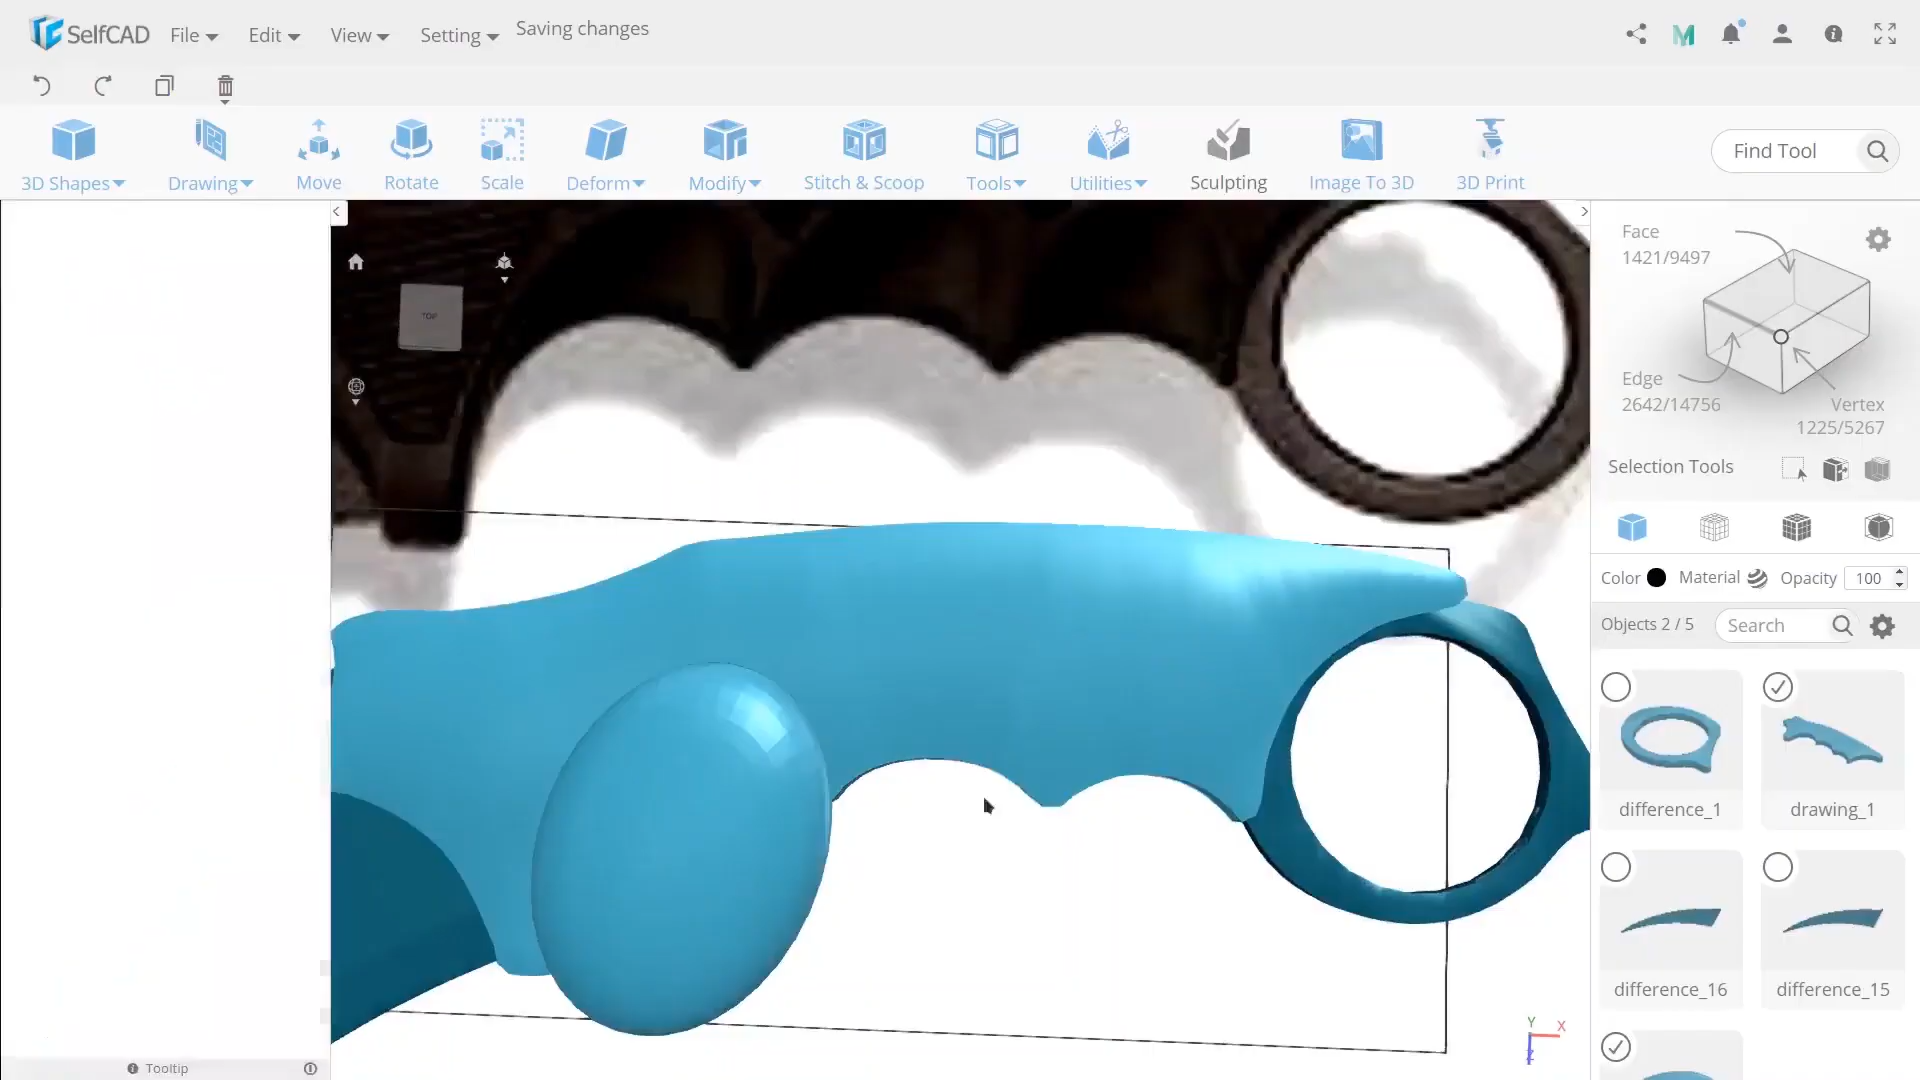 SelfCAD File Edit View Setting Saving changes
3D Shapes Drawing Move Rotate Scale Deform Modify Stitch & Scoop Tools Utilities Sculpting Image To 3D 3D Print Find Tool
TOP
Face
1421/9497
Edge
2642/14756
Vertex
1225/5267
Selection Tools
Color Material Opacity 100
Objects 2 / 5 Search
difference_1 drawing_1
difference_16 difference_15
Y X
Z
Tooltip